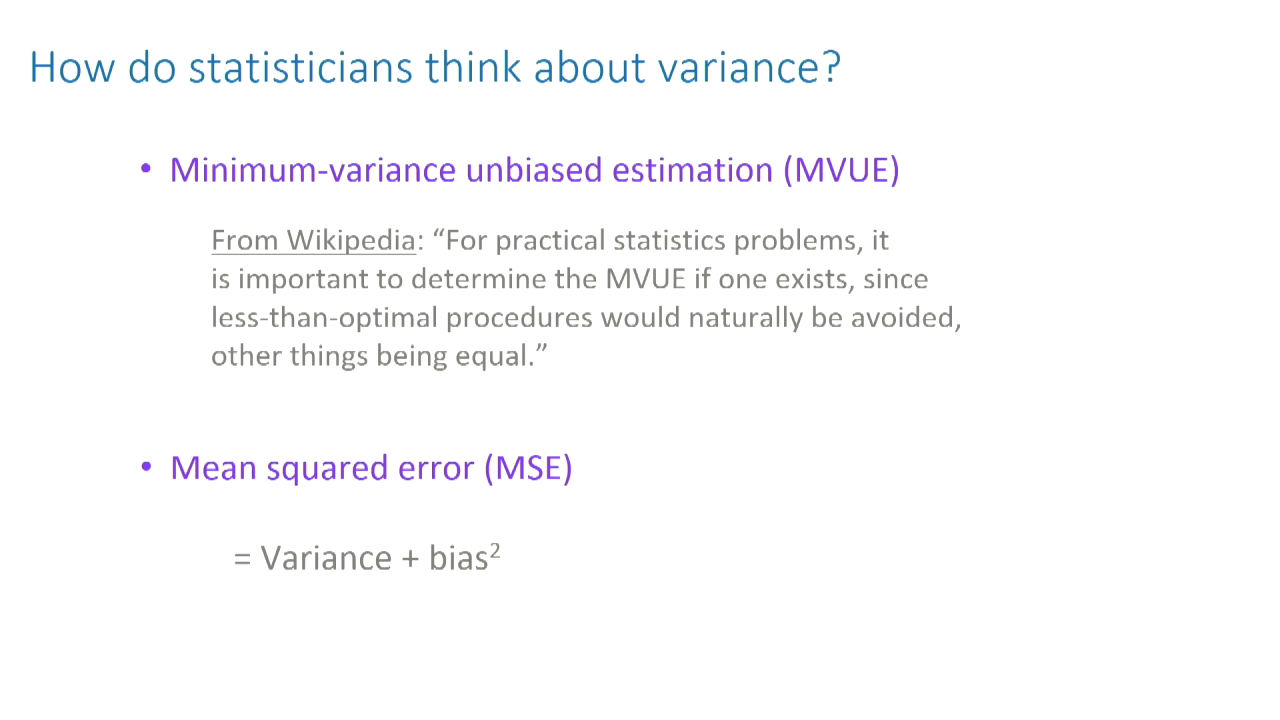 How do statisticians think about variance?
• Minimum-variance unbiased estimation (MVUE)
From Wikipedia: “For practical statistics problems, it
is important to determine the MVUE if one exists, since
less-than-optimal procedures would naturally be avoided,
other things being equal.”
• Mean squared error (MSE)
= Variance + bias²